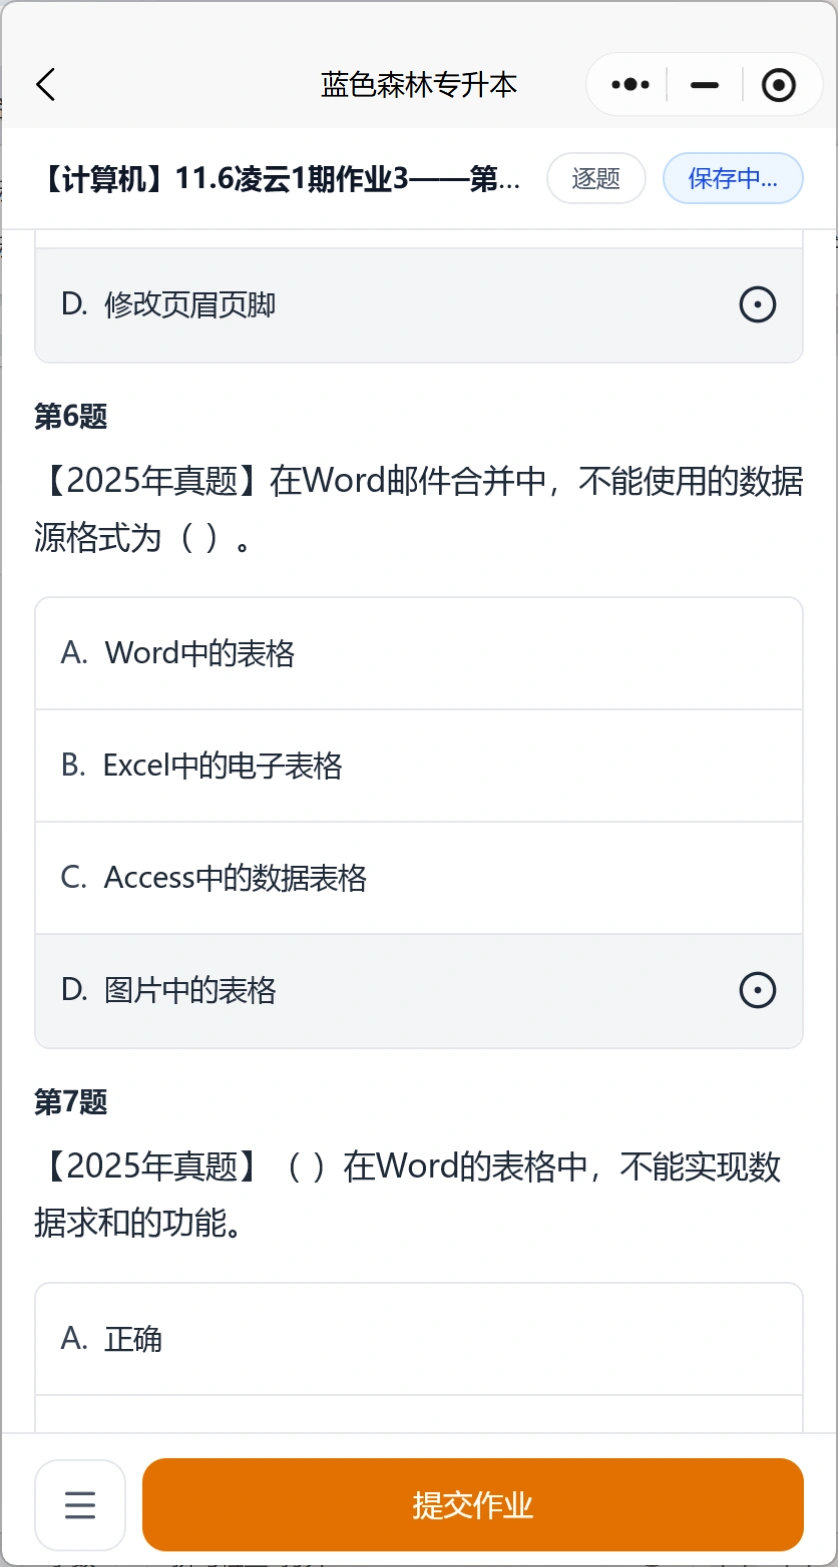 蓝色森林专升本
【计算机】11.6凌云1期作业3——第...
逐题
保存中...
D. 修改页眉页脚
第6题
【2025年真题】在Word邮件合并中，不能使用的数据
源格式为（ ）。
A. Word中的表格
B. Excel中的电子表格
C. Access中的数据表格
D. 图片中的表格
第7题
【2025年真题】（ ）在Word的表格中，不能实现数
据求和的功能。
A. 正确
提交作业